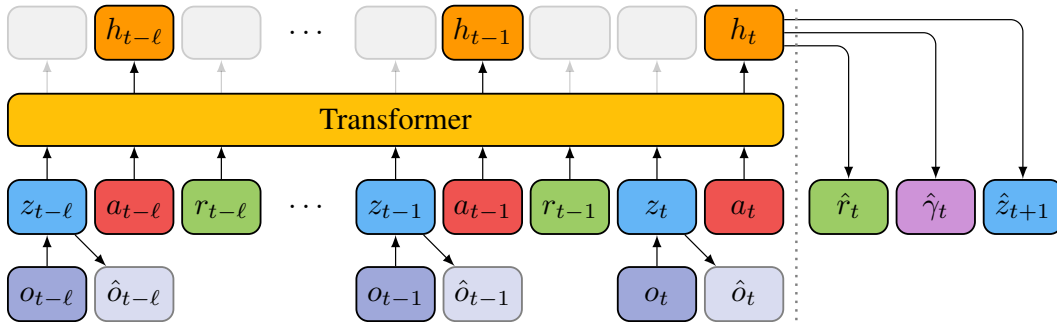 h_{t−ℓ} ⋯ h_{t−1} h_t
Transformer
z_{t−ℓ} a_{t−ℓ} r_{t−ℓ} ⋯ z_{t−1} a_{t−1} r_{t−1} z_t a_t r̂_t γ̂_t ẑ_{t+1}
o_{t−ℓ} ô_{t−ℓ} o_{t−1} ô_{t−1} o_t ô_t